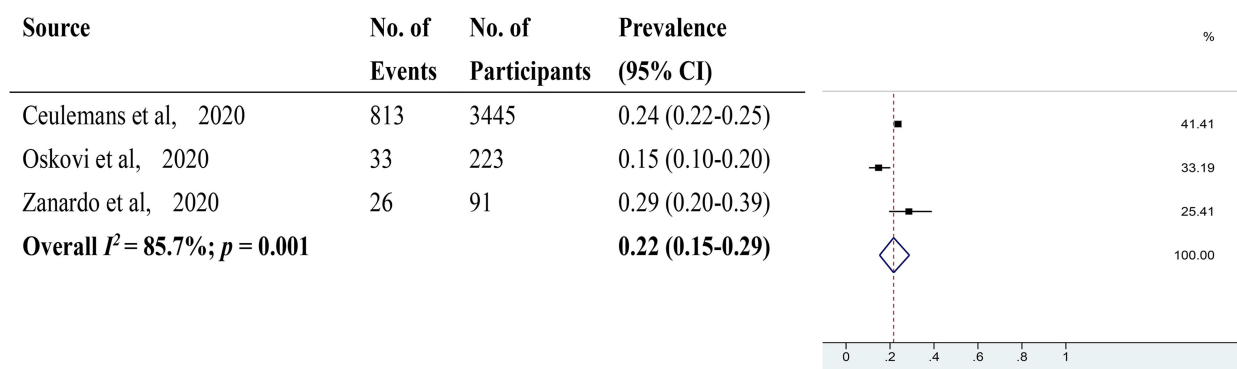 Source No. of No. of Prevalence %
Events Participants (95% CI)
Ceulemans et al, 2020 813 3445 0.24 (0.22-0.25) 41.41
Oskovi et al, 2020 33 223 0.15 (0.10-0.20) 33.19
Zanardo et al, 2020 26 91 0.29 (0.20-0.39) 25.41
Overall I² = 85.7%; p = 0.001 0.22 (0.15-0.29) 100.00
0 .2 .4 .6 .8 1